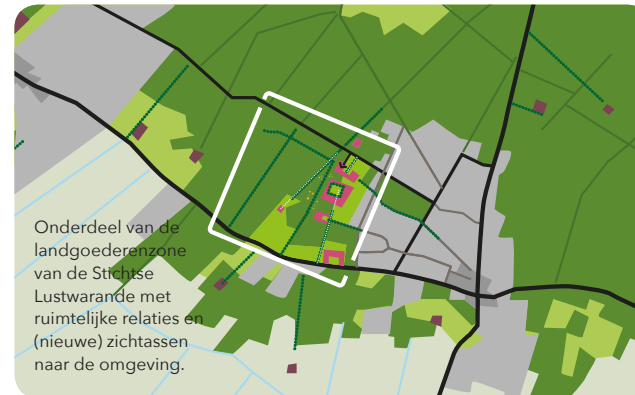 Onderdeel van de
landgoederenzone
van de Stichtse
Lustwarande met
ruimtelijke relaties en
(nieuwe) zichtassen
naar de omgeving.